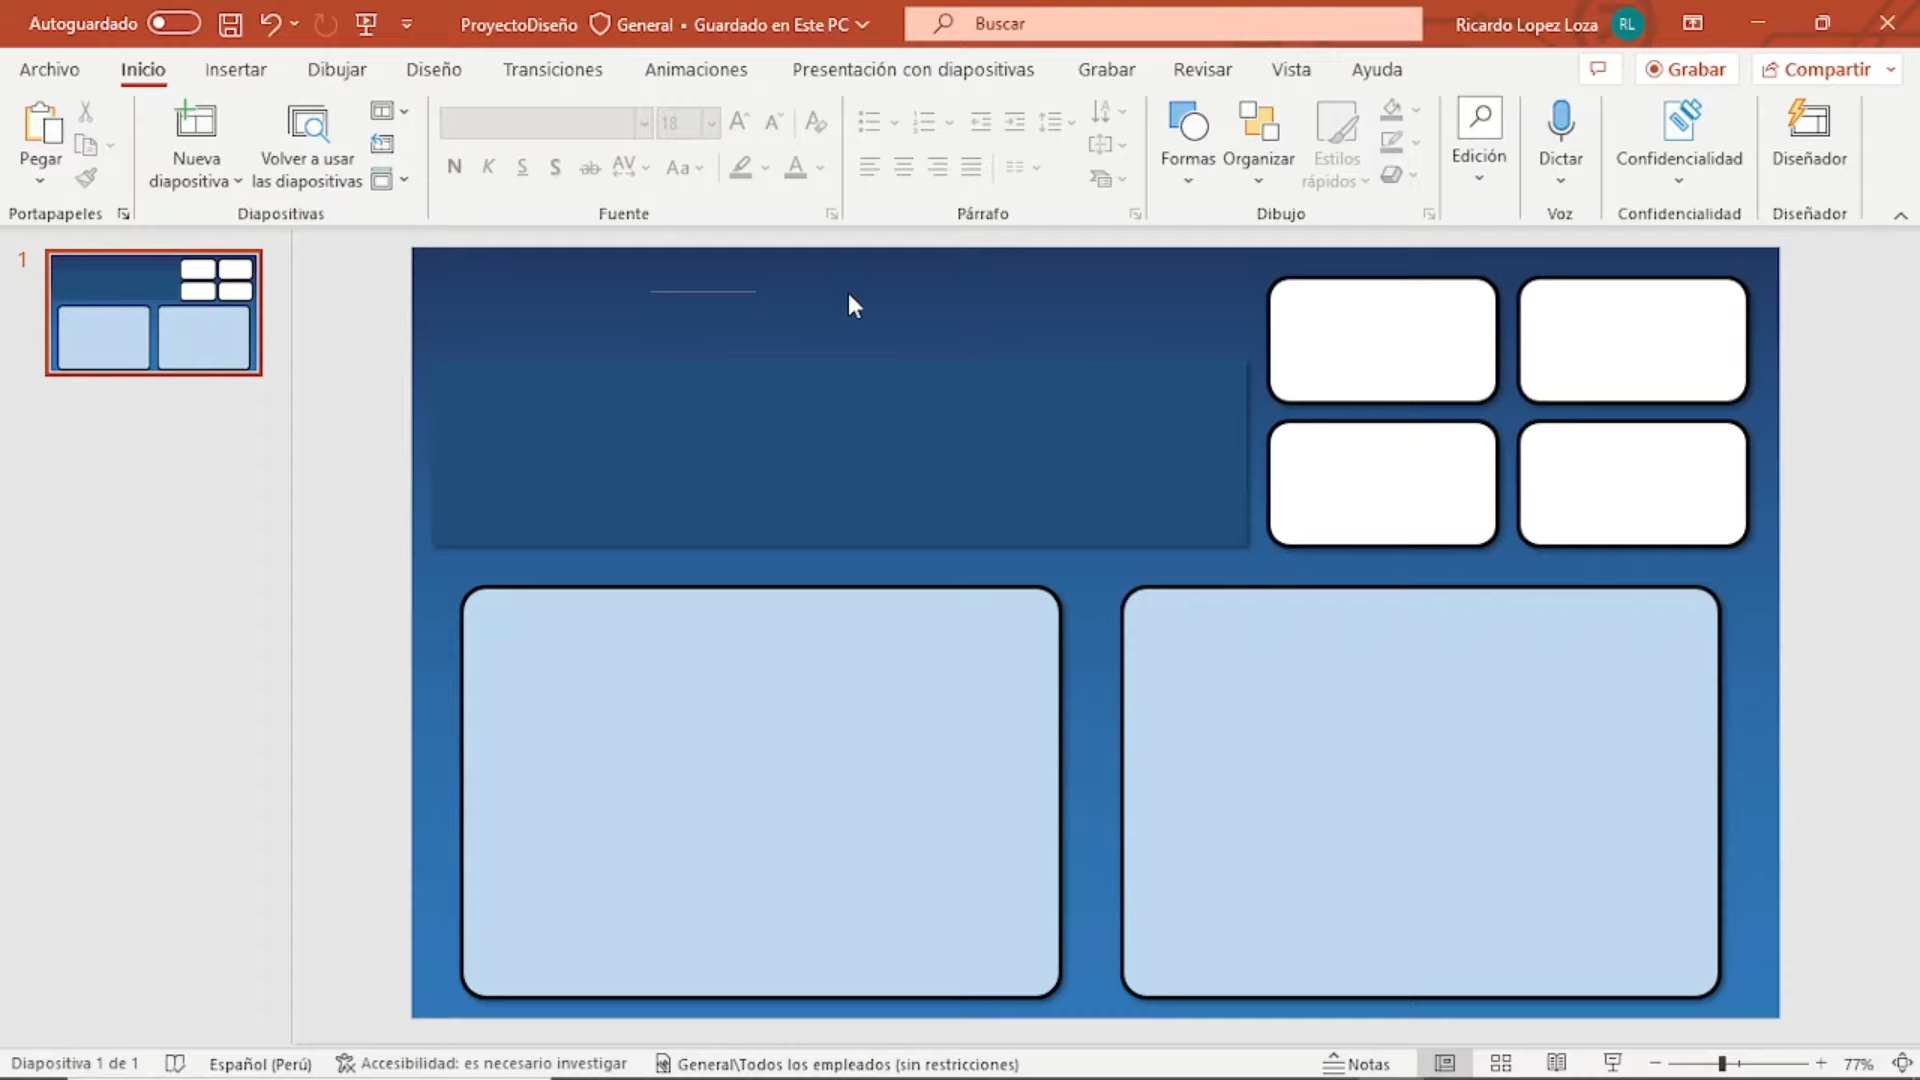 Autoguardado
ProyectoDiseño General • Guardado en Este PC
Buscar
Ricardo Lopez Loza RL
Archivo Inicio Insertar Dibujar Diseño Transiciones Animaciones Presentación con diapositivas Grabar Revisar Vista Ayuda
Grabar Compartir
Pegar
Nueva diapositiva
Volver a usar las diapositivas
18
N K S S ab AV Aa A
Formas Organizar Estilos rápidos
Edición
Dictar
Confidencialidad
Diseñador
Portapapeles Diapositivas Fuente Párrafo Dibujo Voz Confidencialidad Diseñador
1
Diapositiva 1 de 1 Español (Perú) Accesibilidad: es necesario investigar General\Todos los empleados (sin restricciones) Notas 77%